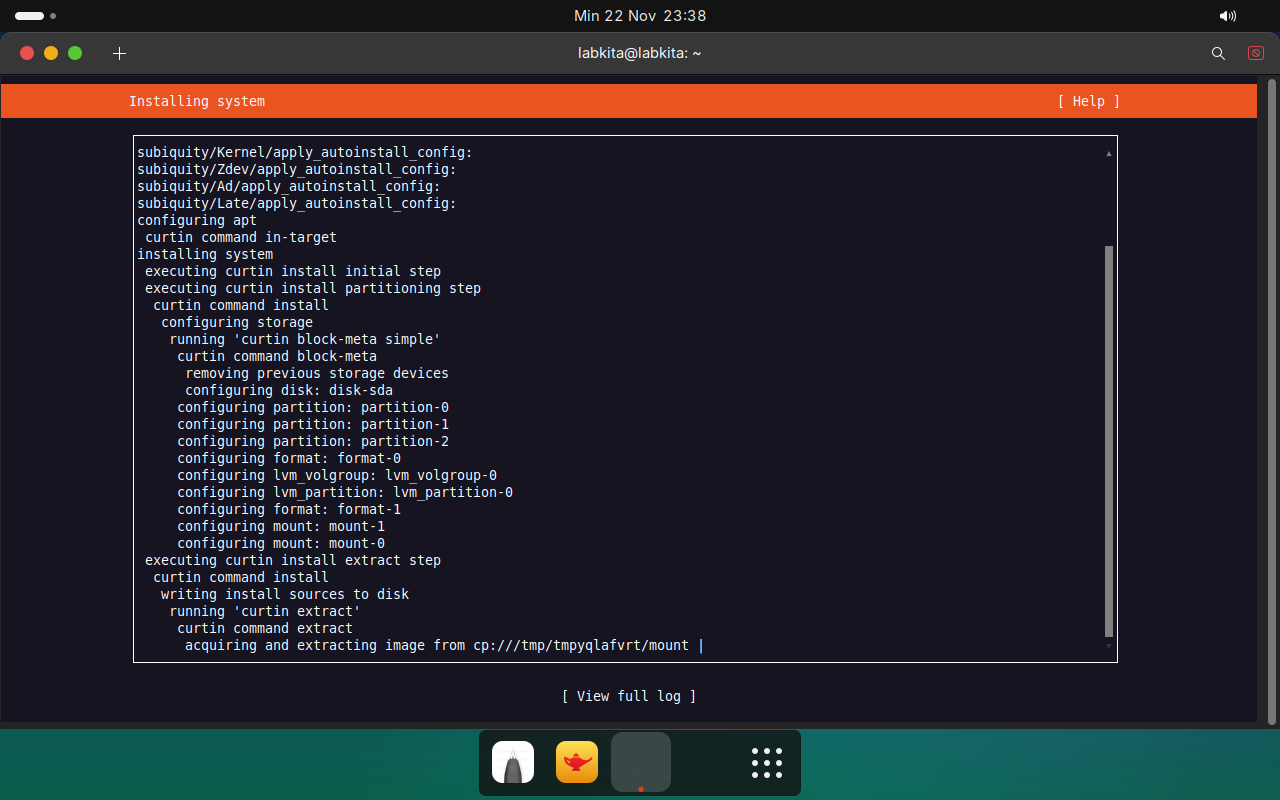 Min 22 Nov 23:38
labkita@labkita: ~
Installing system [ Help ]
subiquity/Kernel/apply_autoinstall_config:
subiquity/Zdev/apply_autoinstall_config:
subiquity/Ad/apply_autoinstall_config:
subiquity/Late/apply_autoinstall_config:
configuring apt
curtin command in-target
installing system
executing curtin install initial step
executing curtin install partitioning step
curtin command install
configuring storage
running 'curtin block-meta simple'
curtin command block-meta
removing previous storage devices
configuring disk: disk-sda
configuring partition: partition-0
configuring partition: partition-1
configuring partition: partition-2
configuring format: format-0
configuring lvm_volgroup: lvm_volgroup-0
configuring lvm_partition: lvm_partition-0
configuring format: format-1
configuring mount: mount-1
configuring mount: mount-0
executing curtin install extract step
curtin command install
writing install sources to disk
running 'curtin extract'
curtin command extract
acquiring and extracting image from cp:///tmp/tmpyqlafvrt/mount |
[ View full log ]